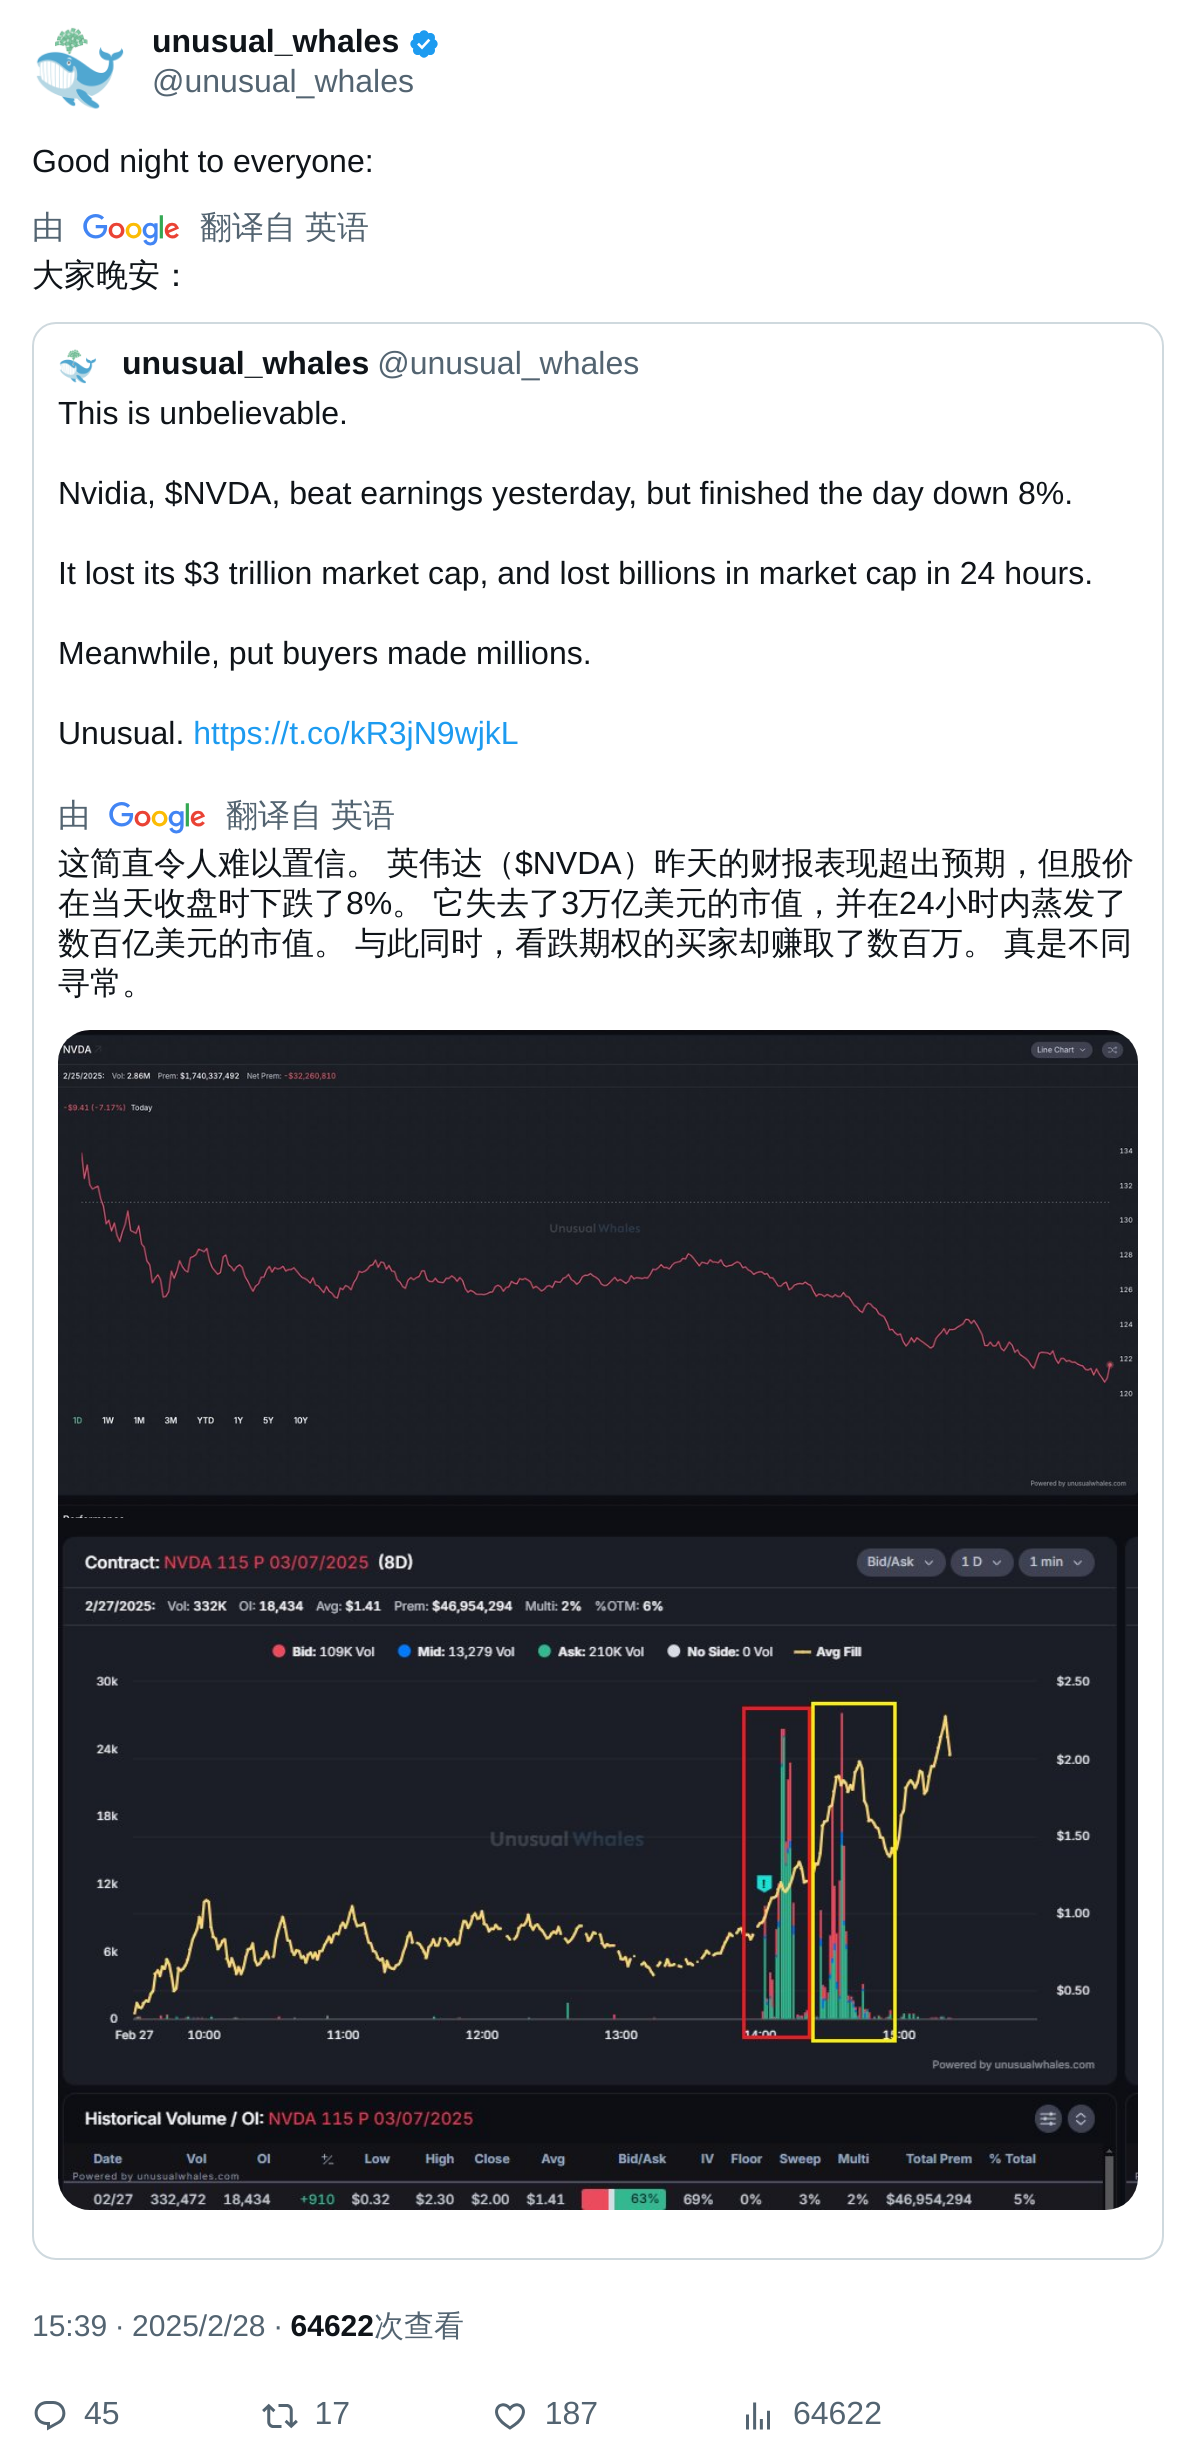 unusual_whales
@unusual_whales
Good night to everyone:
由 Google 翻译自 英语
大家晚安：
unusual_whales @unusual_whales
This is unbelievable.
Nvidia, $NVDA, beat earnings yesterday, but finished the day down 8%.
It lost its $3 trillion market cap, and lost billions in market cap in 24 hours.
Meanwhile, put buyers made millions.
Unusual. https://t.co/kR3jN9wjkL
由 Google 翻译自 英语
这简直令人难以置信。 英伟达（$NVDA）昨天的财报表现超出预期，但股价
在当天收盘时下跌了8%。 它失去了3万亿美元的市值，并在24小时内蒸发了
数百亿美元的市值。 与此同时，看跌期权的买家却赚取了数百万。 真是不同
寻常。
NVDA
Line Chart
2/25/2025: Vol: 2.86M Prem: $1,740,337,492 Net Prem: -$32,260,810
-$9.41 (-7.17%) Today
134
132
130
Unusual Whales
128
126
124
122
120
1D 1W 1M 3M YTD 1Y 5Y 10Y
Powered by unusualwhales.com
Contract: NVDA 115 P 03/07/2025 (8D)
Bid/Ask 1 D 1 min
2/27/2025: Vol: 332K OI: 18,434 Avg: $1.41 Prem: $46,954,294 Multi: 2% %OTM: 6%
Bid: 109K Vol Mid: 13,279 Vol Ask: 210K Vol No Side: 0 Vol Avg Fill
30k $2.50
24k $2.00
18k $1.50
Unusual Whales
12k $1.00
6k $0.50
0
Feb 27 10:00 11:00 12:00 13:00 14:00 15:00
Powered by unusualwhales.com
Historical Volume / OI: NVDA 115 P 03/07/2025
Date Vol OI +/- Low High Close Avg Bid/Ask IV Floor Sweep Multi Total Prem % Total
Powered by unusualwhales.com
02/27 332,472 18,434 +910 $0.32 $2.30 $2.00 $1.41 63% 69% 0% 3% 2% $46,954,294 5%
15:39 · 2025/2/28 · 64622次查看
45 17 187 64622